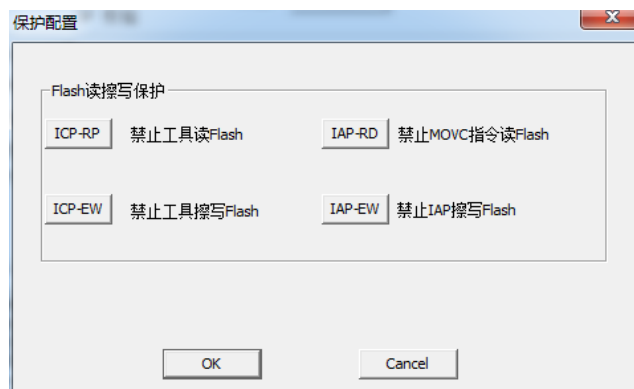 保护配置
Flash读擦写保护
ICP-RP 禁止工具读Flash IAP-RD 禁止MOVC指令读Flash
ICP-EW 禁止工具擦写Flash IAP-EW 禁止IAP擦写Flash
OK Cancel